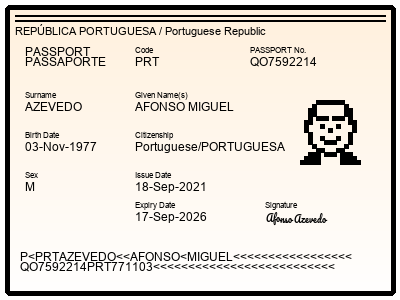 REPÚBLICA PORTUGUESA / Portuguese Republic
PASSPORT
PASSAPORTE
Code
PRT
PASSPORT No.
QO7592214
Surname
AZEVEDO
Given Name(s)
AFONSO MIGUEL
Birth Date
03-Nov-1977
Citizenship
Portuguese/PORTUGUESA
Sex
M
Issue Date
18-Sep-2021
Expiry Date
17-Sep-2026
Signature
Afonso Azevedo
P<PRTAZEVEDO<<AFONSO<MIGUEL<<<<<<<<<<<<<<<<<
QO7592214PRT771103<<<<<<<<<<<<<<<<<<<<<<<<<<